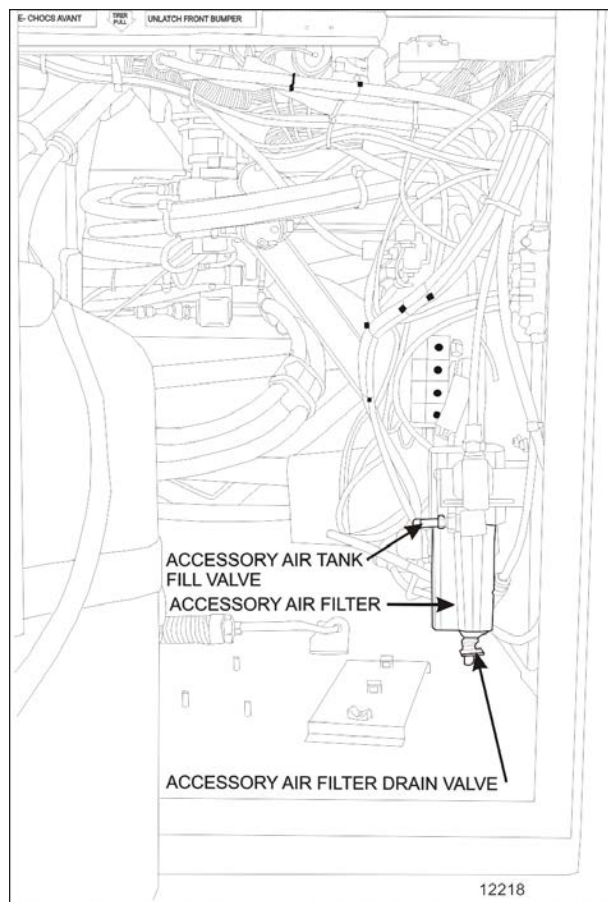 E- CHOCS AVANT
TIRER
PULL
UNLATCH FRONT BUMPER
ACCESSORY AIR TANK
FILL VALVE
ACCESSORY AIR FILTER
ACCESSORY AIR FILTER DRAIN VALVE
12218